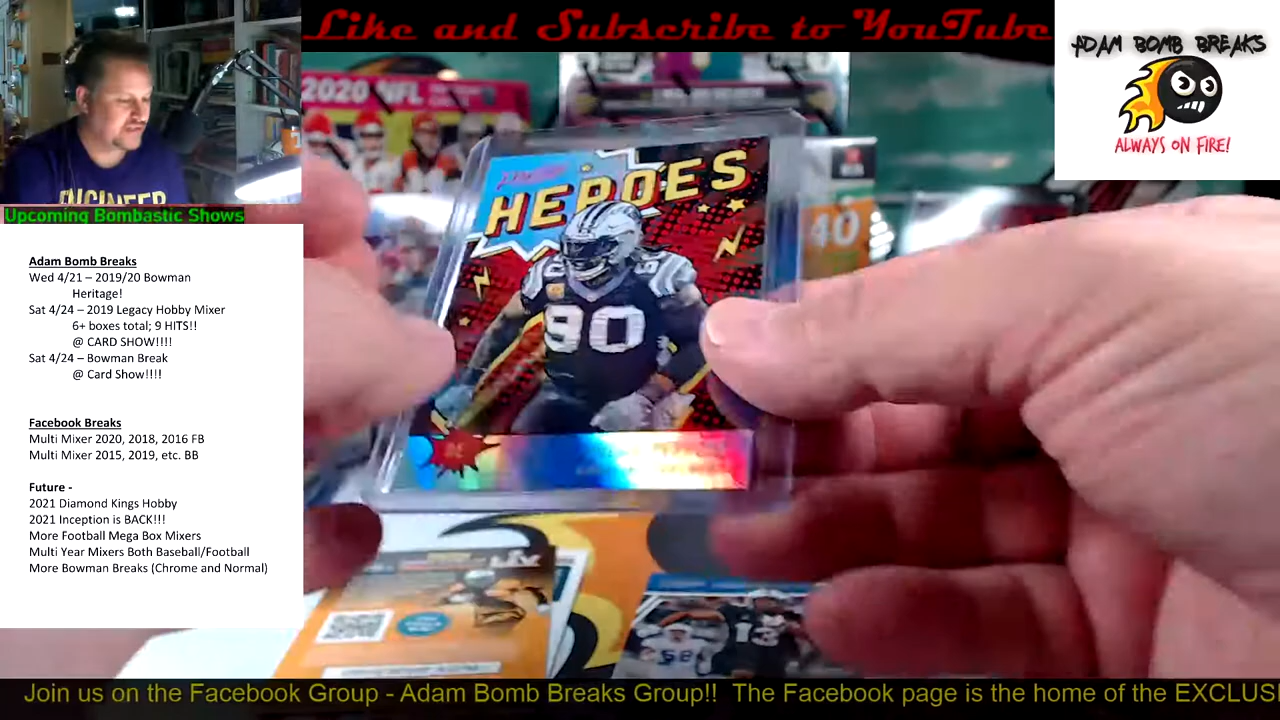 Like and Subscribe to YouTube
ADAM BOMB BREAKS
ALWAYS ON FIRE!
2020 NFL
HEROES
90
90
40
ENGINEER
Upcoming Bombastic Shows
Adam Bomb Breaks
Wed 4/21 – 2019/20 Bowman
Heritage!
Sat 4/24 – 2019 Legacy Hobby Mixer
6+ boxes total; 9 HITS!!
@ CARD SHOW!!!!
Sat 4/24 – Bowman Break
@ Card Show!!!!
Facebook Breaks
Multi Mixer 2020, 2018, 2016 FB
Multi Mixer 2015, 2019, etc. BB
Future -
2021 Diamond Kings Hobby
2021 Inception is BACK!!!
More Football Mega Box Mixers
Multi Year Mixers Both Baseball/Football
More Bowman Breaks (Chrome and Normal)
LIV
58
13
Join us on the Facebook Group - Adam Bomb Breaks Group!! The Facebook page is the home of the EXCLUS